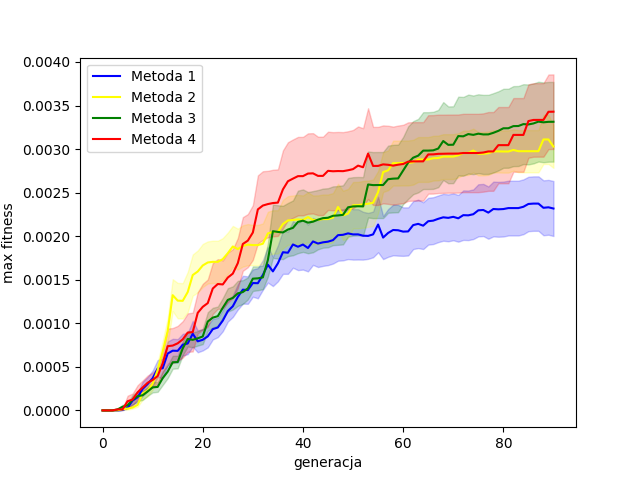 0.0040
0.0035
0.0030
0.0025
0.0020
0.0015
0.0010
0.0005
0.0000
max fitness
Metoda 1
Metoda 2
Metoda 3
Metoda 4
0 20 40 60 80
generacja